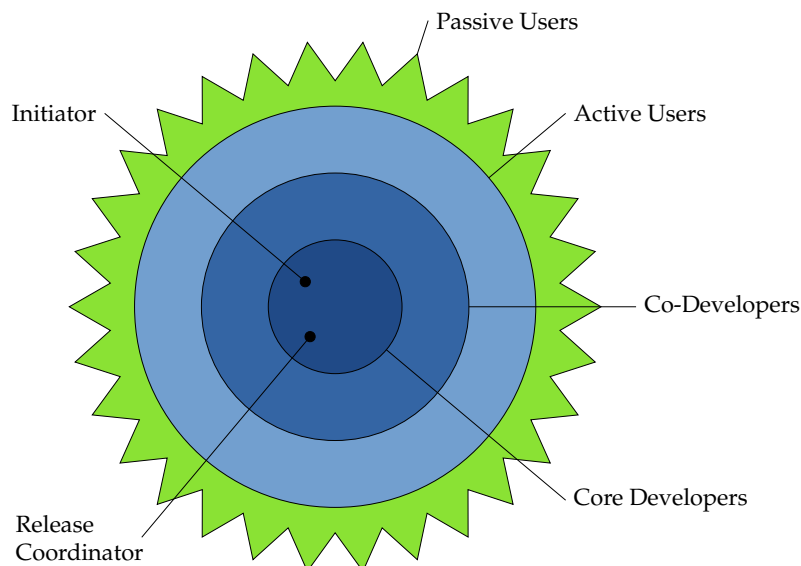 Passive Users
Initiator
Active Users
Co-Developers
Core Developers
Release
Coordinator